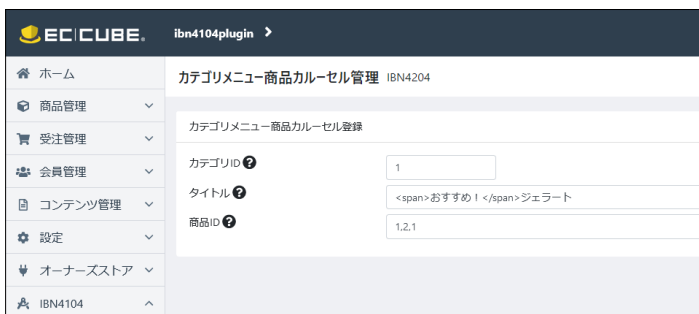 EC CUBE.
ibn4104plugin
ホーム
商品管理
受注管理
会員管理
コンテンツ管理
設定
オーナーズストア
IBN4104
カテゴリメニュー商品カルーセル管理 IBN4204
カテゴリメニュー商品カルーセル登録
カテゴリID
1
タイトル
<span>おすすめ！</span>ジェラート
商品ID
1,2,1